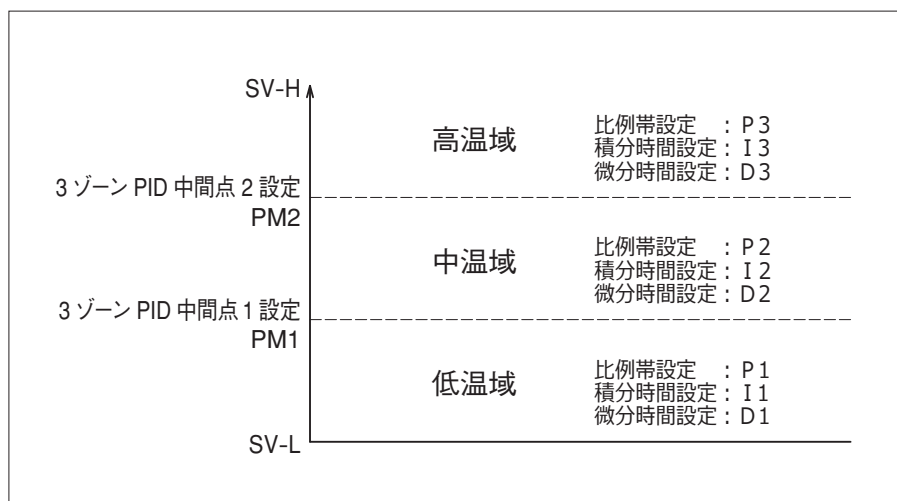 SV-H
高温域
比例帯設定 : P3
積分時間設定 : I3
微分時間設定 : D3
3 ゾーン PID 中間点 2 設定
PM2
中温域
比例帯設定 : P2
積分時間設定 : I2
微分時間設定 : D2
3 ゾーン PID 中間点 1 設定
PM1
低温域
比例帯設定 : P1
積分時間設定 : I1
微分時間設定 : D1
SV-L